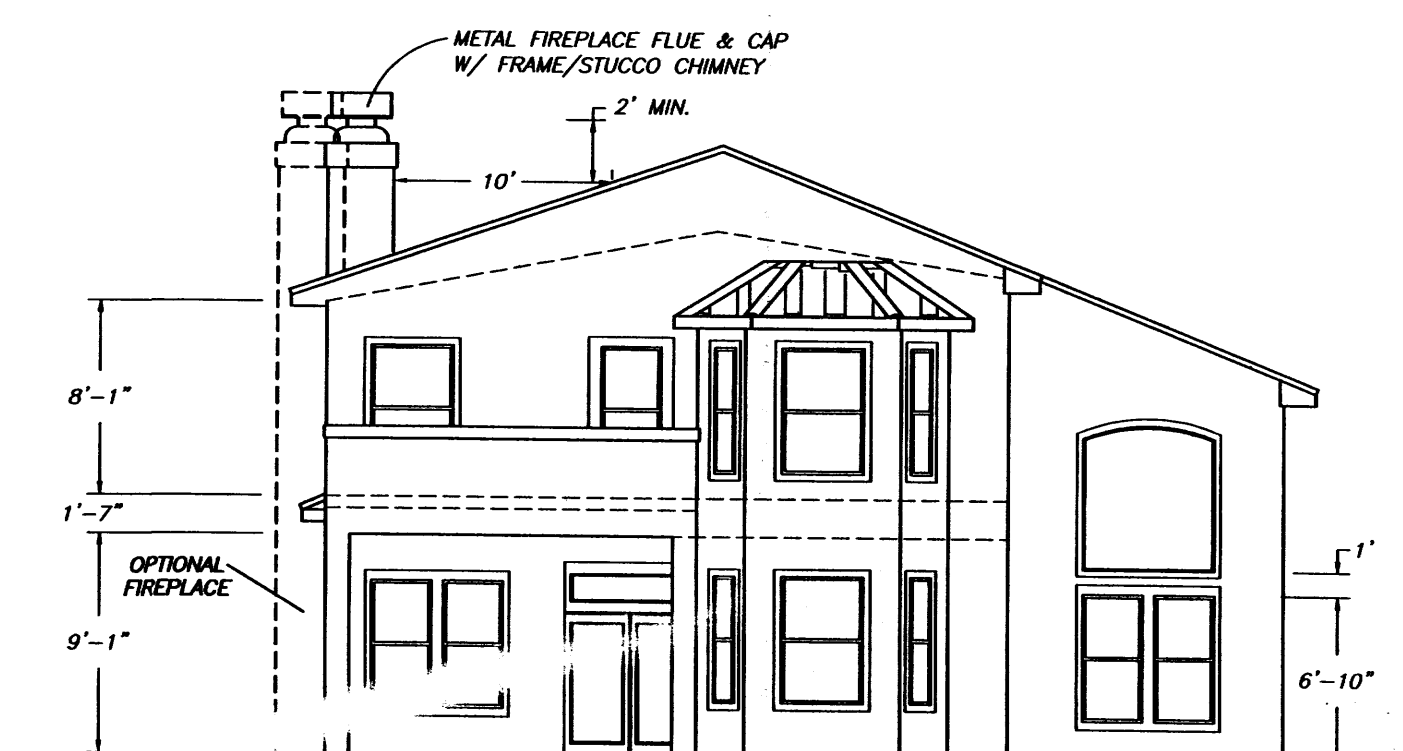 METAL FIREPLACE FLUE & CAP
W/ FRAME/STUCCO CHIMNEY
2' MIN.
10'
8'-1"
1'-7"
OPTIONAL
FIREPLACE
9'-1"
1'
6'-10"